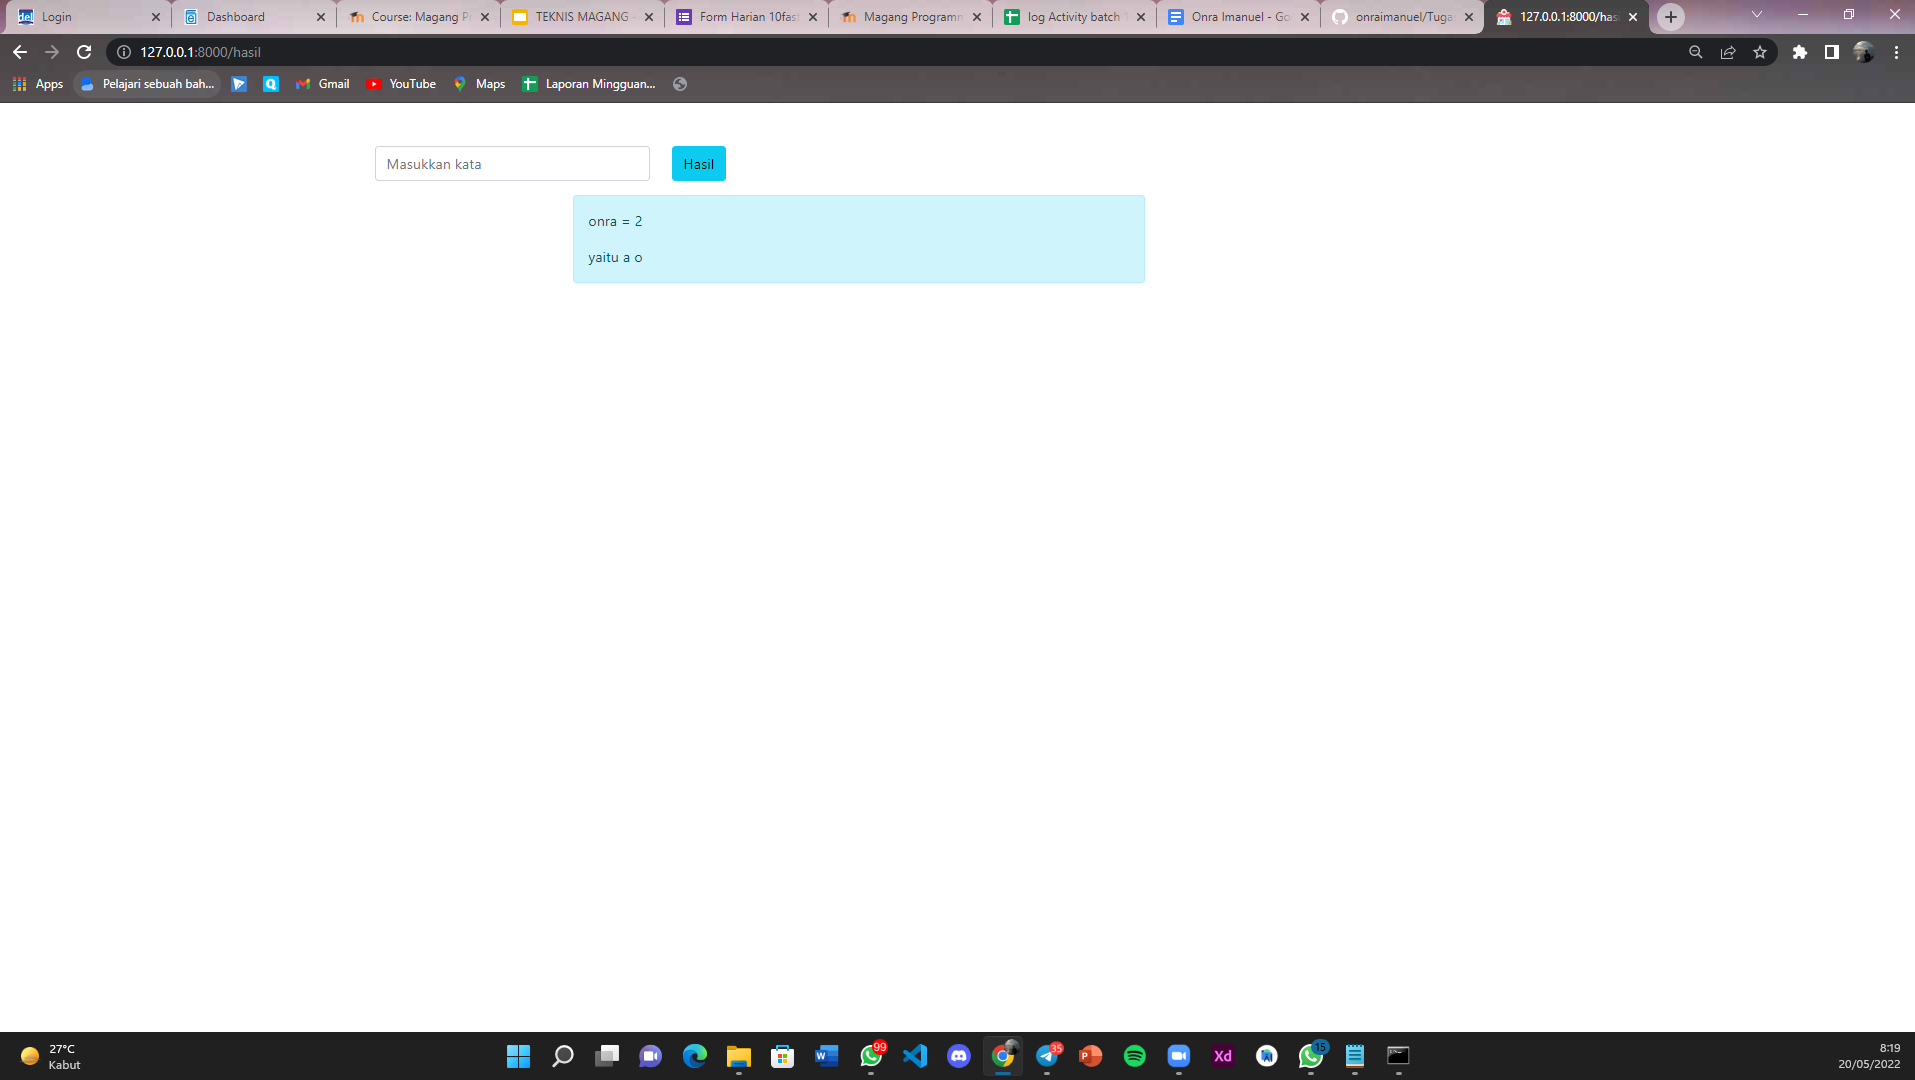 Login
Dashboard
Course: Magang P
TEKNIS MAGANG -
Form Harian 10fas
Magang Program
log Activity batch 1
Onra Imanuel - Go
onraimanuel/Tuga
127.0.0.1:8000/has
127.0.0.1:8000/hasil
Apps
Pelajari sebuah bah...
Gmail
YouTube
Maps
Laporan Mingguan...
Masukkan kata
Hasil
onra = 2
yaitu a o
27°C
Kabut
99
35
Xd
15
8:19
20/05/2022